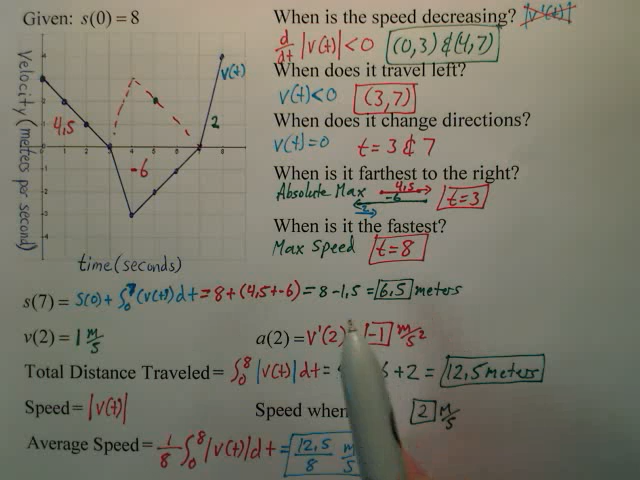 Given: s(0) = 8
Velocity (meters per second)
4,5
-6
2
v(t)
time (seconds)
When is the speed decreasing? |v'(t)|
d/dt |v(t)| < 0 (0,3) & (4,7)
When does it travel left?
v(t) < 0 (3,7)
When does it change directions?
v(t) = 0 t = 3 & 7
When is it farthest to the right?
Absolute Max 4,5 -6 2 t = 3
When is it the fastest?
Max Speed t = 8
s(7) = s(0) + ∫₀⁷ (v(t)) dt = 8 + (4,5 + -6) = 8 - 1,5 = 6,5 meters
v(2) = 1 m/s a(2) = v'(2) -1 m/s²
Total Distance Traveled = ∫₀⁸ |v(t)| dt = + 2 = 12,5 meters
Speed = |v(t)| Speed when 2 m/s
Average Speed = 1/8 ∫₀⁸ |v(t)| dt = 12,5/8 m/s